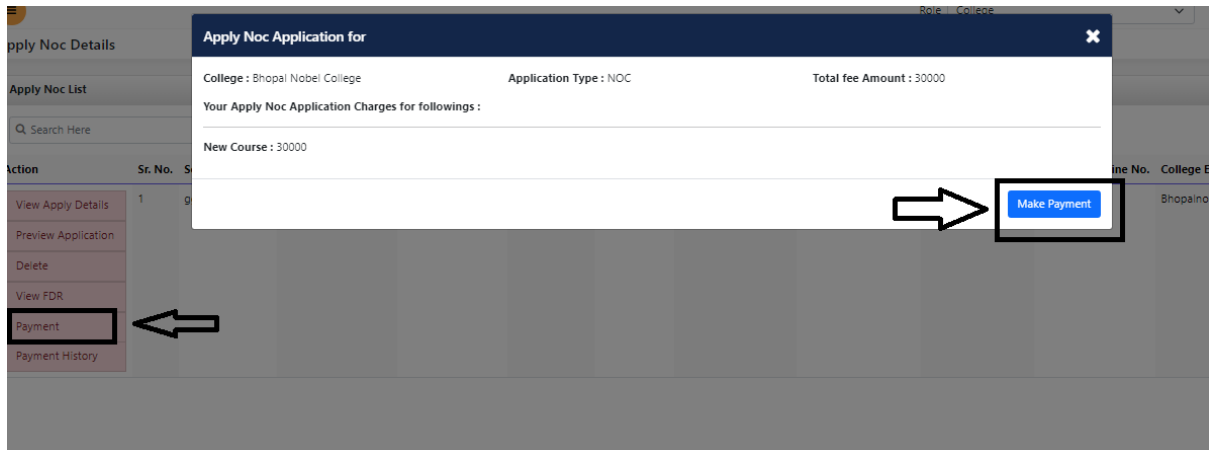 Role College
pply Noc Details
Apply Noc Application for
College : Bhopal Nobel College Application Type : NOC Total fee Amount : 30000
Apply Noc List
Your Apply Noc Application Charges for followings :
Search Here
New Course : 30000
Action Sr. No. S ine No. College E
View Apply Details 1 g Make Payment Bhopalno
Preview Application
Delete
View FDR
Payment
Payment History